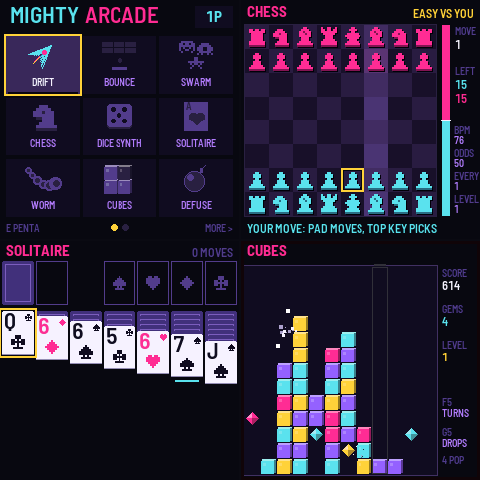 MIGHTY ARCADE 1P
DRIFT BOUNCE SWARM
CHESS DICE SYNTH SOLITAIRE
WORM CUBES DEFUSE
E PENTA MORE >
CHESS EASY VS YOU
MOVE
1
LEFT
15
15
BPM
76
ODDS
50
EVERY
1
LEVEL
1
YOUR MOVE: PAD MOVES, TOP KEY PICKS
SOLITAIRE 0 MOVES
Q 6 6 5 6 7 J
CUBES
SCORE
614
GEMS
4
LEVEL
1
F5
TURNS
G5
DROPS
4 POP